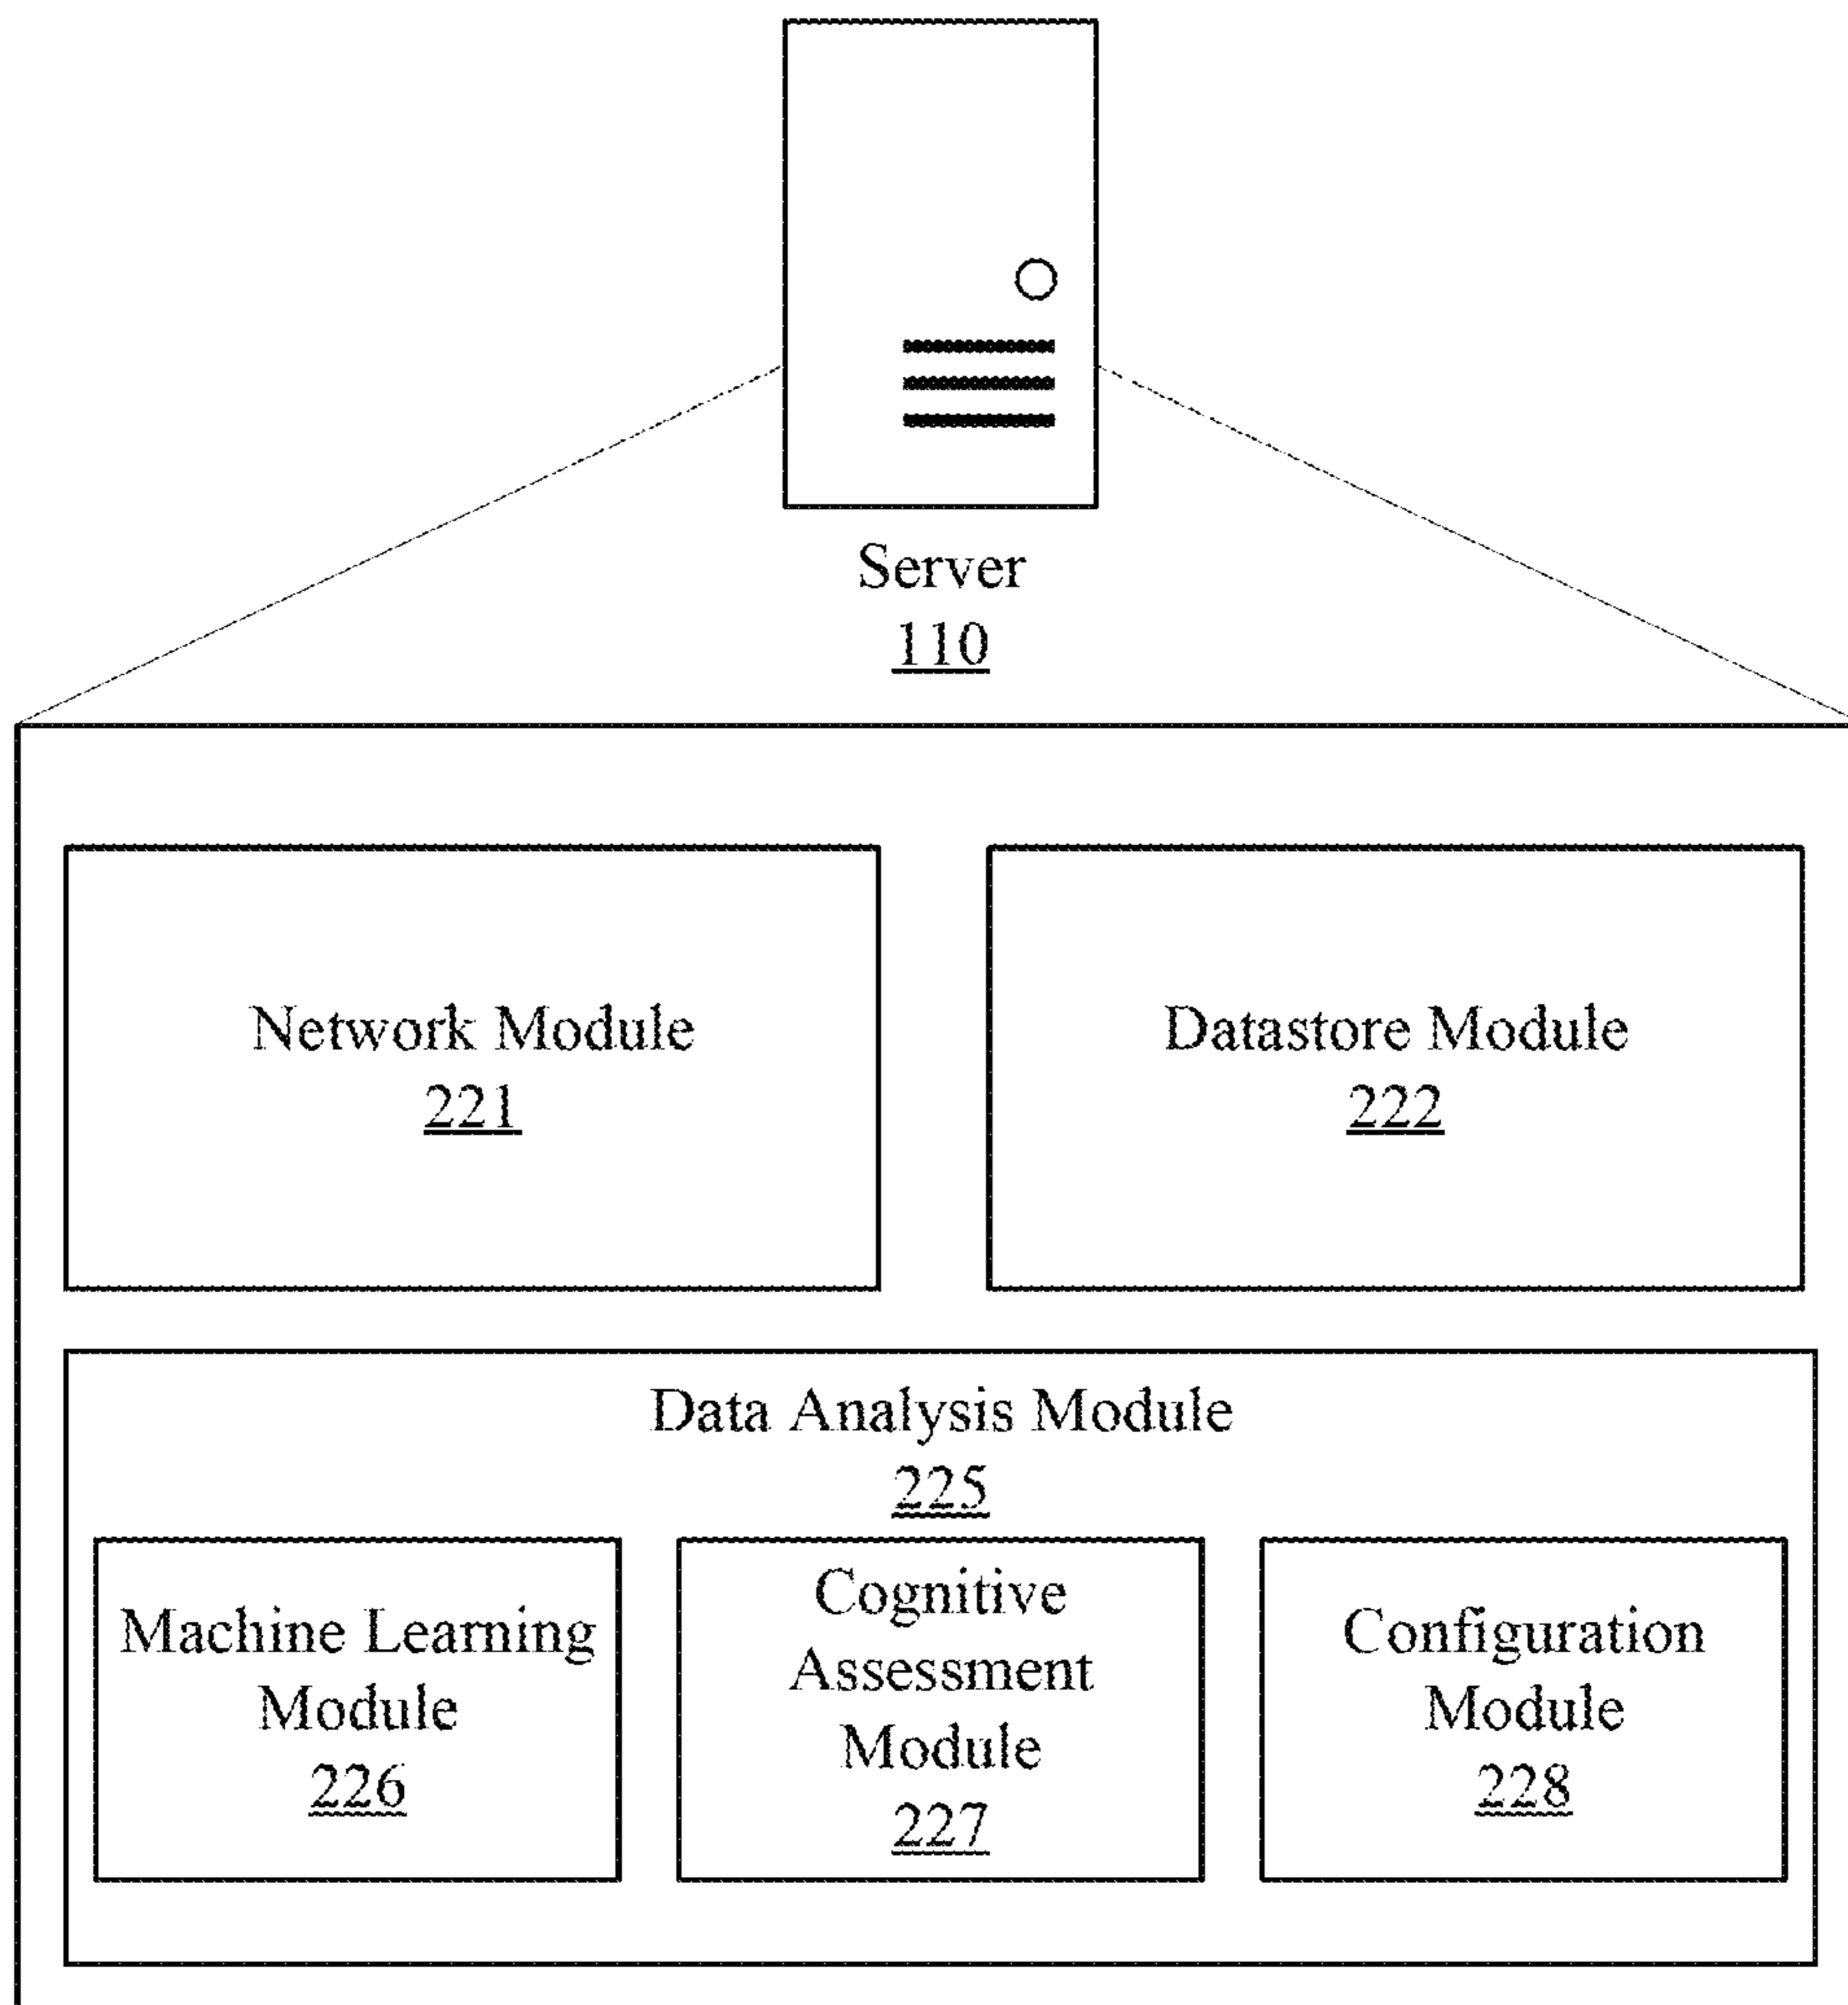 Server
110
Network Module
221
Datastore Module
222
Data Analysis Module
225
Machine Learning
Module
226
Cognitive
Assessment
Module
227
Configuration
Module
228